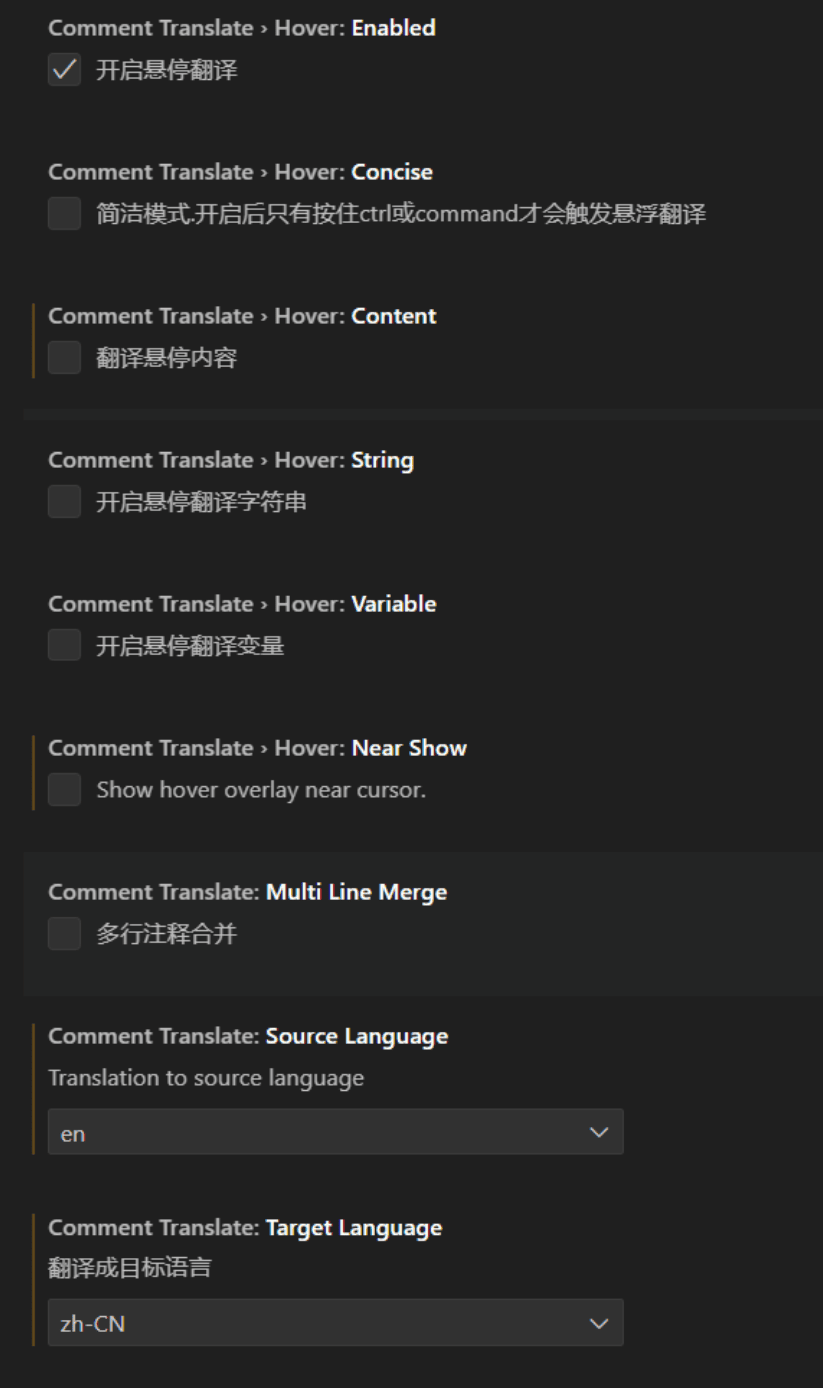 Comment Translate › Hover: Enabled
开启悬停翻译
Comment Translate › Hover: Concise
简洁模式.开启后只有按住ctrl或command才会触发悬浮翻译
Comment Translate › Hover: Content
翻译悬停内容
Comment Translate › Hover: String
开启悬停翻译字符串
Comment Translate › Hover: Variable
开启悬停翻译变量
Comment Translate › Hover: Near Show
Show hover overlay near cursor.
Comment Translate: Multi Line Merge
多行注释合并
Comment Translate: Source Language
Translation to source language
en
Comment Translate: Target Language
翻译成目标语言
zh-CN